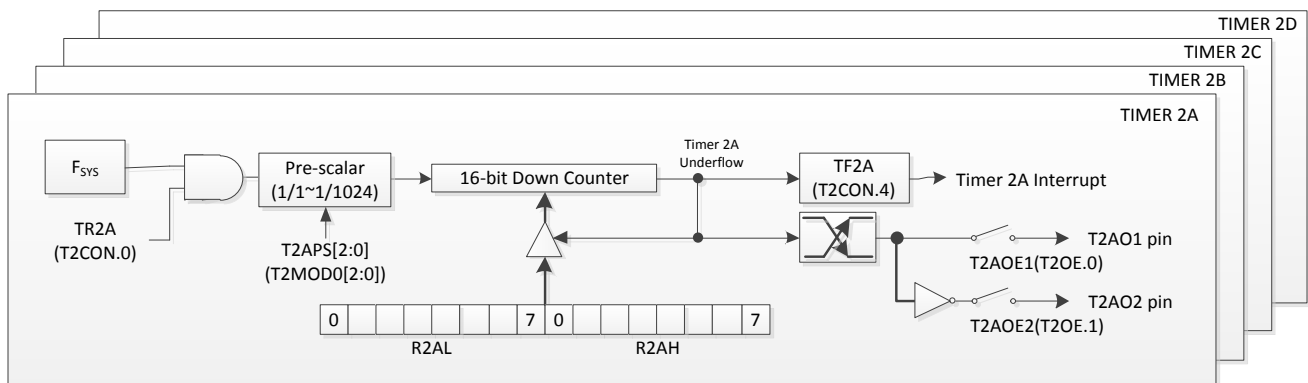 TIMER 2D
TIMER 2C
TIMER 2B
TIMER 2A
FSYS
TR2A
(T2CON.0)
Pre-scalar
(1/1~1/1024)
T2APS[2:0]
(T2MOD0[2:0])
16-bit Down Counter
Timer 2A
Underflow
TF2A
(T2CON.4)
Timer 2A Interrupt
T2AO1 pin
T2AOE1(T2OE.0)
T2AO2 pin
T2AOE2(T2OE.1)
0 7 0 7
R2AL R2AH